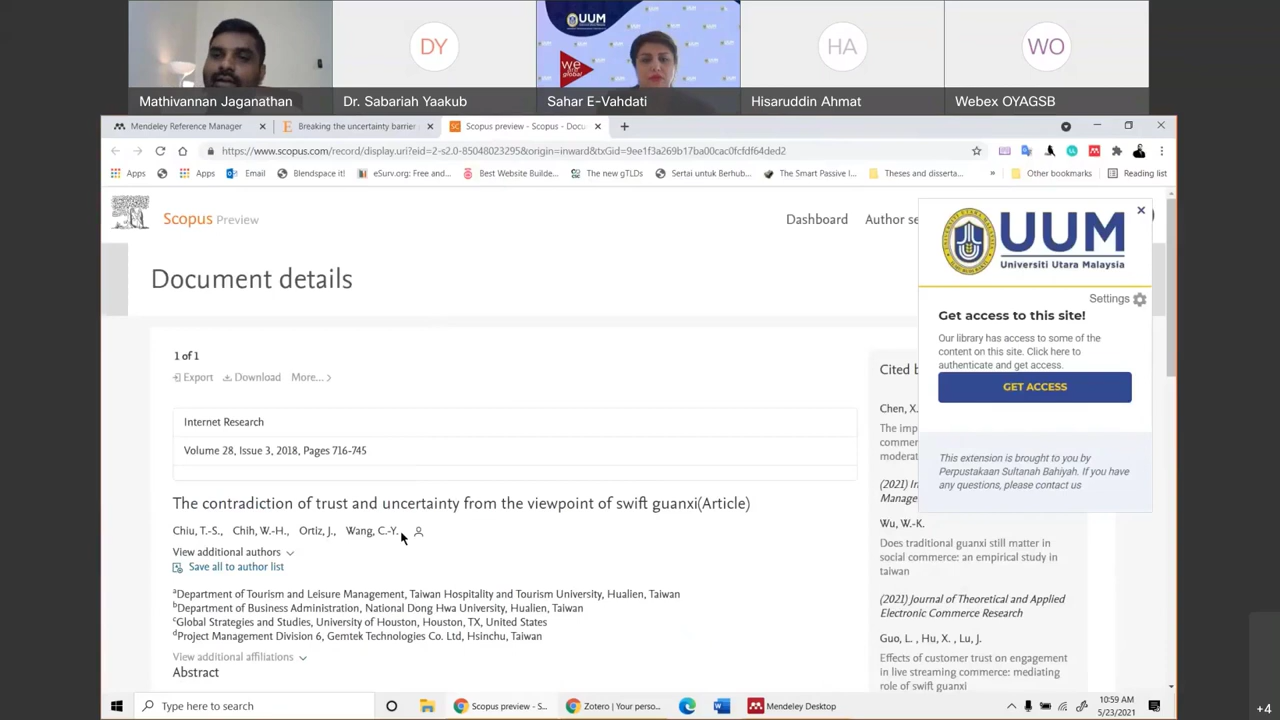 UUM
we
global
DY
HA
WO
Mathivannan Jaganathan
Dr. Sabariah Yaakub
Sahar E-Vahdati
Hisaruddin Ahmat
Webex OYAGSB
Mendeley Reference Manager
Breaking the uncertainty barrier
Scopus preview - Scopus - Docu
https://www.scopus.com/record/display.uri?eid=2-s2.0-85048023295&origin=inward&txGid=9ee1f3a269b17ba00cac0fcfdf64ded2
Apps
Apps
Email
Blendspace it!
eSurv.org: Free and...
Best Website Builde...
The new gTLDs
Sertai untuk Berhub...
The Smart Passive I...
Theses and disserta...
»
Other bookmarks
Reading list
Scopus Preview
Dashboard
Author se
UUM
Universiti Utara Malaysia
Settings
Get access to this site!
Our library has access to some of the
content on this site. Click here to
authenticate and get access.
GET ACCESS
This extension is brought to you by
Perpustakaan Sultanah Bahiyah. If you have
any questions, please contact us
Document details
1 of 1
Export
Download
More... >
Internet Research
Volume 28, Issue 3, 2018, Pages 716-745
The contradiction of trust and uncertainty from the viewpoint of swift guanxi(Article)
Chiu, T.-S., Chih, W.-H., Ortiz, J., Wang, C.-Y.
View additional authors
Save all to author list
aDepartment of Tourism and Leisure Management, Taiwan Hospitality and Tourism University, Hualien, Taiwan
bDepartment of Business Administration, National Dong Hwa University, Hualien, Taiwan
cGlobal Strategies and Studies, University of Houston, Houston, TX, United States
dProject Management Division 6, Gemtek Technologies Co. Ltd, Hsinchu, Taiwan
View additional affiliations
Abstract
Cited b
Chen, X.
The imp
commer
moderat
(2021) In
Manage
Wu, W.-K.
Does traditional guanxi still matter in
social commerce: an empirical study in
taiwan
(2021) Journal of Theoretical and Applied
Electronic Commerce Research
Guo, L. , Hu, X. , Lu, J.
Effects of customer trust on engagement
in live streaming commerce: mediating
role of swift guanxi
Type here to search
Scopus preview - S...
Zotero | Your perso...
Mendeley Desktop
10:59 AM
5/23/2021
+4